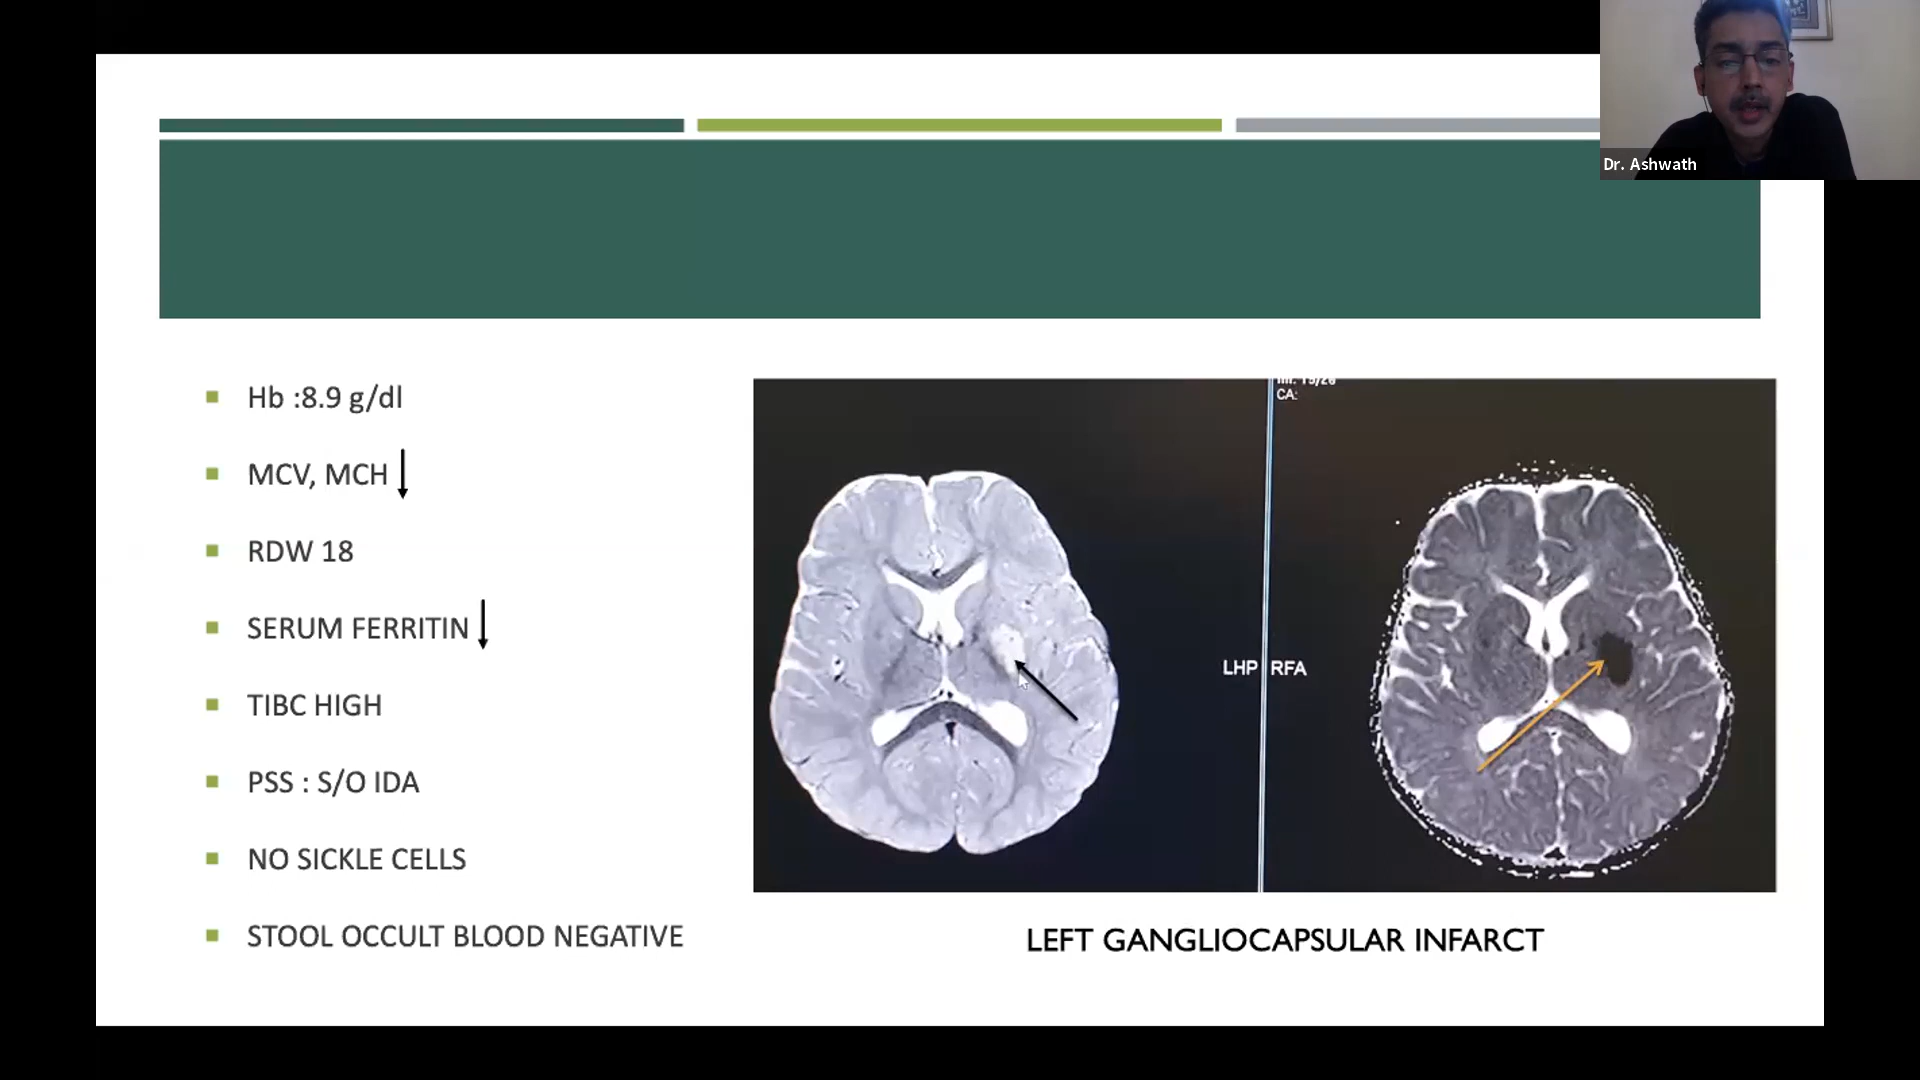 Dr. Ashwath
Hb :8.9 g/dl
MCV, MCH
RDW 18
SERUM FERRITIN
TIBC HIGH
PSS : S/O IDA
NO SICKLE CELLS
STOOL OCCULT BLOOD NEGATIVE
CA:
LHP
RFA
LEFT GANGLIOCAPSULAR INFARCT